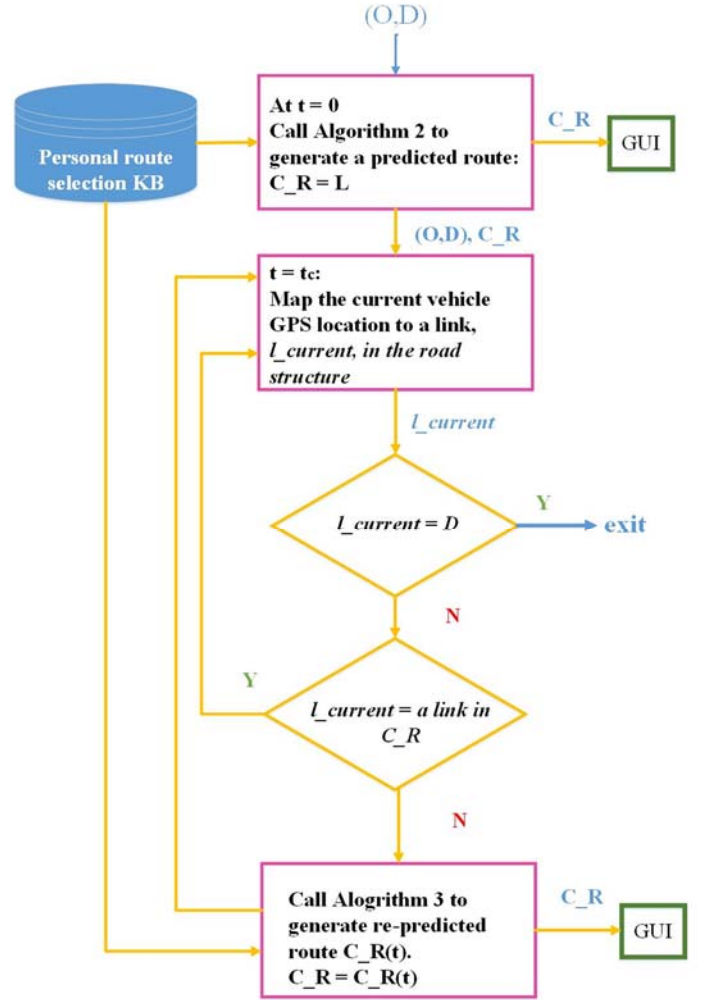 (O,D)
At t = 0
Call Algorithm 2 to
generate a predicted route:
C_R = L
C_R
GUI
Personal route
selection KB
(O,D), C_R
t = tc:
Map the current vehicle
GPS location to a link,
l_current, in the road
structure
l_current
l_current = D
Y
exit
N
Y
l_current = a link in
C_R
N
Call Alogrithm 3 to
generate re-predicted
route C_R(t).
C_R = C_R(t)
C_R
GUI